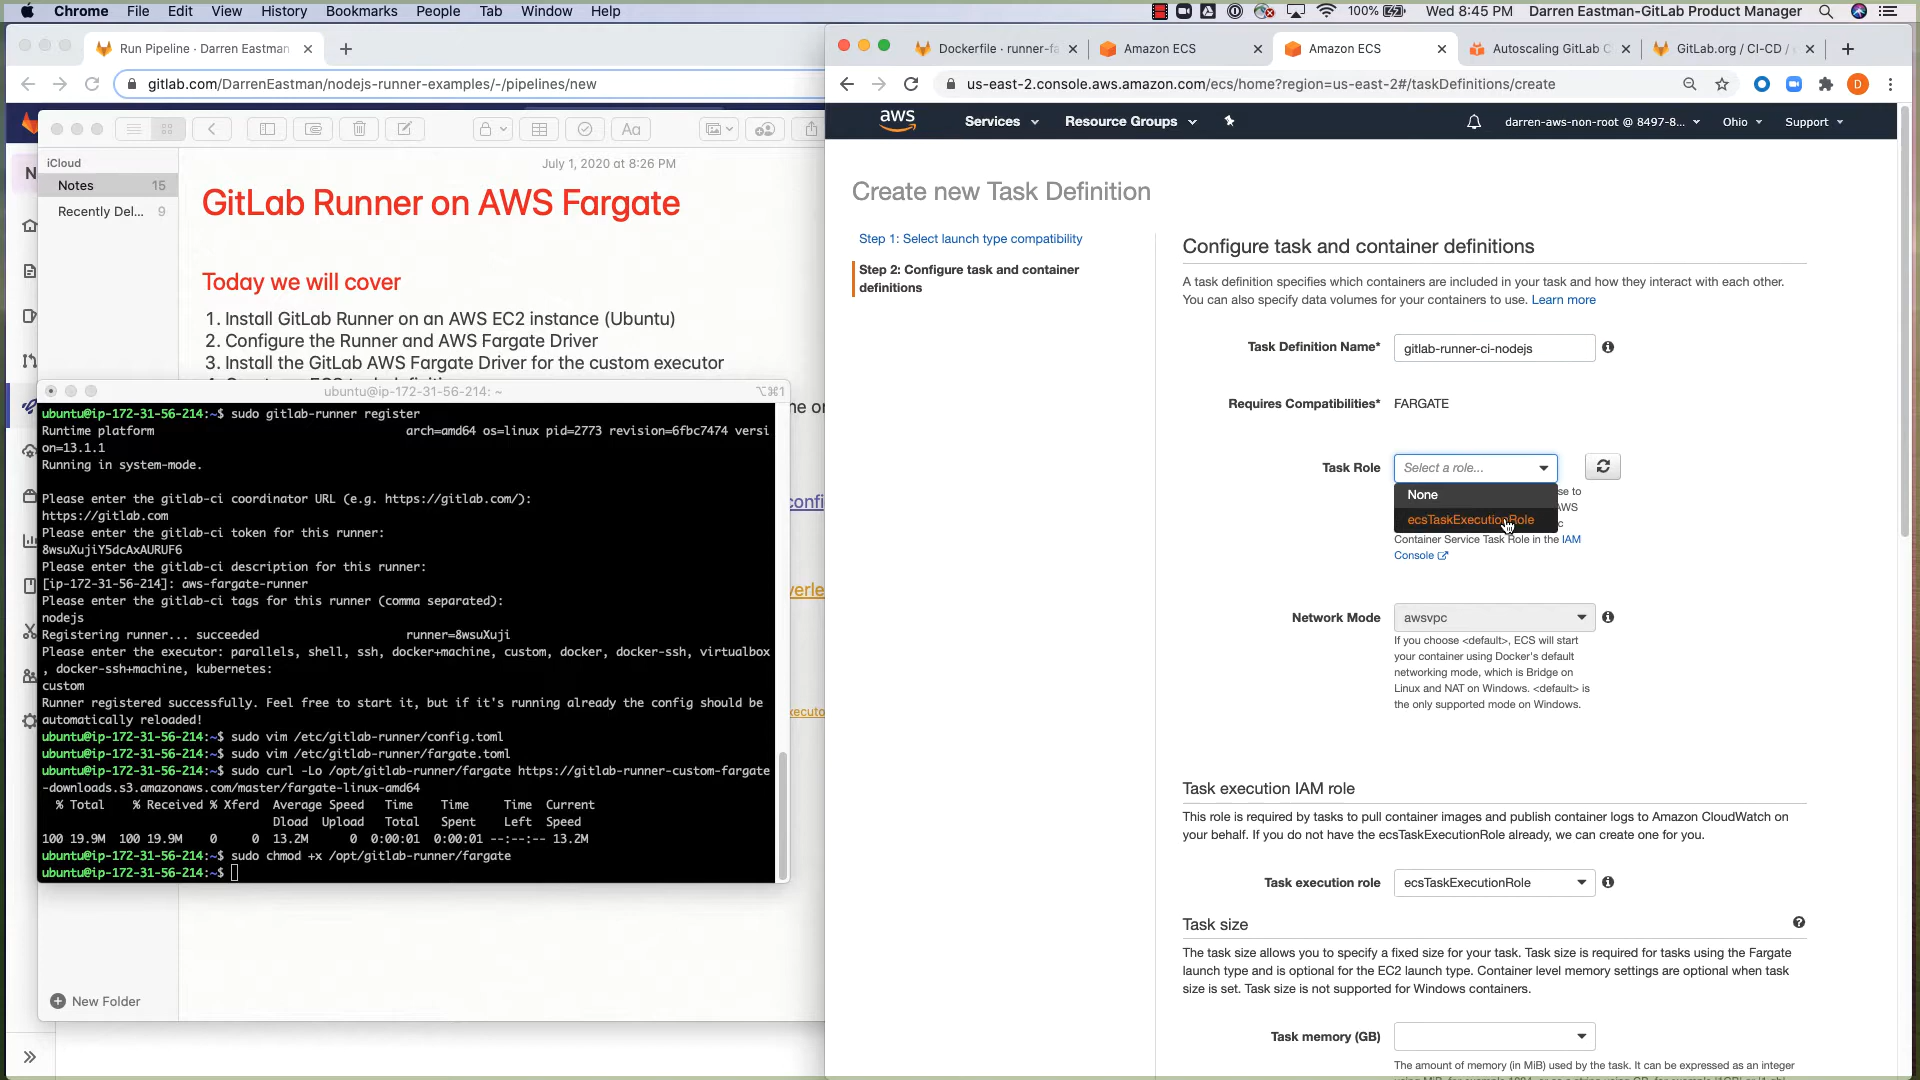 Chrome File Edit View History Bookmarks People Tab Window Help
100% Wed 8:45 PM Darren Eastman-GitLab Product Manager
Run Pipeline · Darren Eastman
gitlab.com/DarrenEastman/nodejs-runner-examples/-/pipelines/new
N
iCloud
Notes 15
Recently Del... 9
New Folder
July 1, 2020 at 8:26 PM
GitLab Runner on AWS Fargate
Today we will cover
1. Install GitLab Runner on an AWS EC2 instance (Ubuntu)
2. Configure the Runner and AWS Fargate Driver
3. Install the GitLab AWS Fargate Driver for the custom executor
ubuntu@ip-172-31-56-214: ~
⌥⌘1
ubuntu@ip-172-31-56-214:~$ sudo gitlab-runner register
Runtime platform arch=amd64 os=linux pid=2773 revision=6fbc7474 versi
on=13.1.1
Running in system-mode.
Please enter the gitlab-ci coordinator URL (e.g. https://gitlab.com/):
https://gitlab.com
Please enter the gitlab-ci token for this runner:
8wsuXujiY5dcAxAURUF6
Please enter the gitlab-ci description for this runner:
[ip-172-31-56-214]: aws-fargate-runner
Please enter the gitlab-ci tags for this runner (comma separated):
nodejs
Registering runner... succeeded runner=8wsuXuji
Please enter the executor: parallels, shell, ssh, docker+machine, custom, docker, docker-ssh, virtualbox
, docker-ssh+machine, kubernetes:
custom
Runner registered successfully. Feel free to start it, but if it's running already the config should be
automatically reloaded!
ubuntu@ip-172-31-56-214:~$ sudo vim /etc/gitlab-runner/config.toml
ubuntu@ip-172-31-56-214:~$ sudo vim /etc/gitlab-runner/fargate.toml
ubuntu@ip-172-31-56-214:~$ sudo curl -Lo /opt/gitlab-runner/fargate https://gitlab-runner-custom-fargate
-downloads.s3.amazonaws.com/master/fargate-linux-amd64
% Total % Received % Xferd Average Speed Time Time Time Current
Dload Upload Total Spent Left Speed
100 19.9M 100 19.9M 0 0 13.2M 0 0:00:01 0:00:01 --:--:-- 13.2M
ubuntu@ip-172-31-56-214:~$ sudo chmod +x /opt/gitlab-runner/fargate
ubuntu@ip-172-31-56-214:~$
Dockerfile · runner-fa
Amazon ECS
Amazon ECS
Autoscaling GitLab C
GitLab.org / CI-CD /
us-east-2.console.aws.amazon.com/ecs/home?region=us-east-2#/taskDefinitions/create
D
aws Services Resource Groups darren-aws-non-root @ 8497-8... Ohio Support
Create new Task Definition
Step 1: Select launch type compatibility
Step 2: Configure task and container
definitions
Configure task and container definitions
A task definition specifies which containers are included in your task and how they interact with each other.
You can also specify data volumes for your containers to use. Learn more
Task Definition Name* gitlab-runner-ci-nodejs
Requires Compatibilities* FARGATE
Task Role Select a role...
None
ecsTaskExecutionRole
se to
AWS
Container Service Task Role in the IAM
Console
Network Mode awsvpc
If you choose <default>, ECS will start
your container using Docker's default
networking mode, which is Bridge on
Linux and NAT on Windows. <default> is
the only supported mode on Windows.
Task execution IAM role
This role is required by tasks to pull container images and publish container logs to Amazon CloudWatch on
your behalf. If you do not have the ecsTaskExecutionRole already, we can create one for you.
Task execution role ecsTaskExecutionRole
Task size
The task size allows you to specify a fixed size for your task. Task size is required for tasks using the Fargate
launch type and is optional for the EC2 launch type. Container level memory settings are optional when task
size is set. Task size is not supported for Windows containers.
Task memory (GB)
The amount of memory (in MiB) used by the task. It can be expressed as an integer